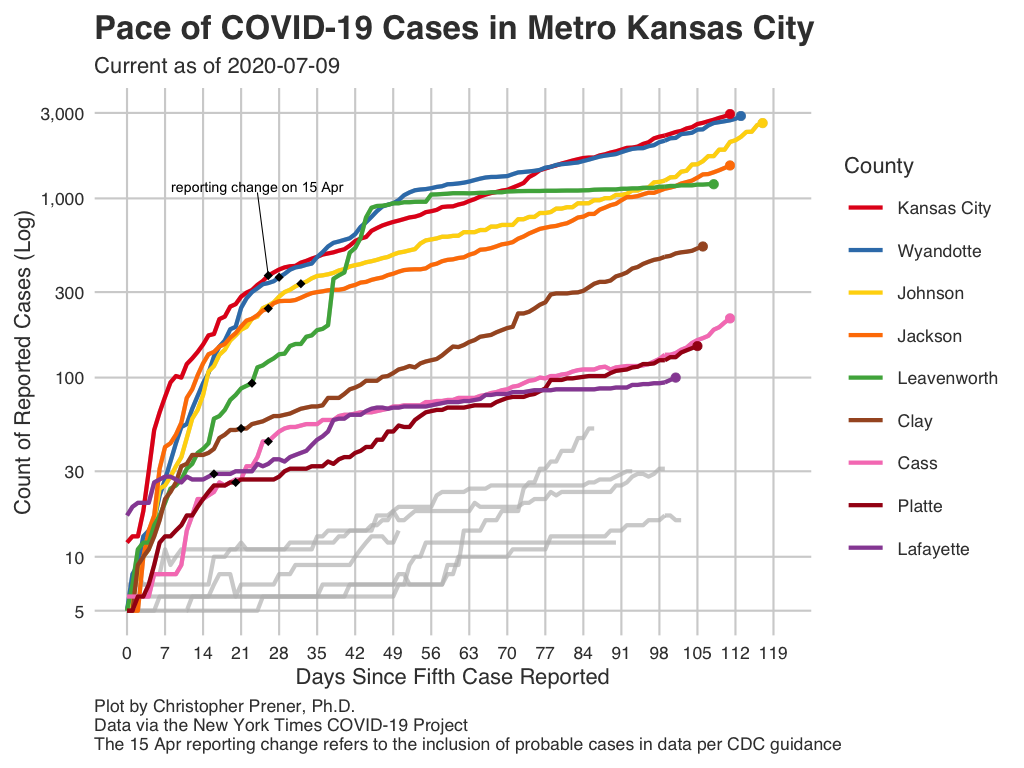 Pace of COVID-19 Cases in Metro Kansas City
Current as of 2020-07-09
Count of Reported Cases (Log)
3,000
1,000
300
100
30
10
5
reporting change on 15 Apr
0 7 14 21 28 35 42 49 56 63 70 77 84 91 98 105 112 119
Days Since Fifth Case Reported
County
Kansas City
Wyandotte
Johnson
Jackson
Leavenworth
Clay
Cass
Platte
Lafayette
Plot by Christopher Prener, Ph.D.
Data via the New York Times COVID-19 Project
The 15 Apr reporting change refers to the inclusion of probable cases in data per CDC guidance